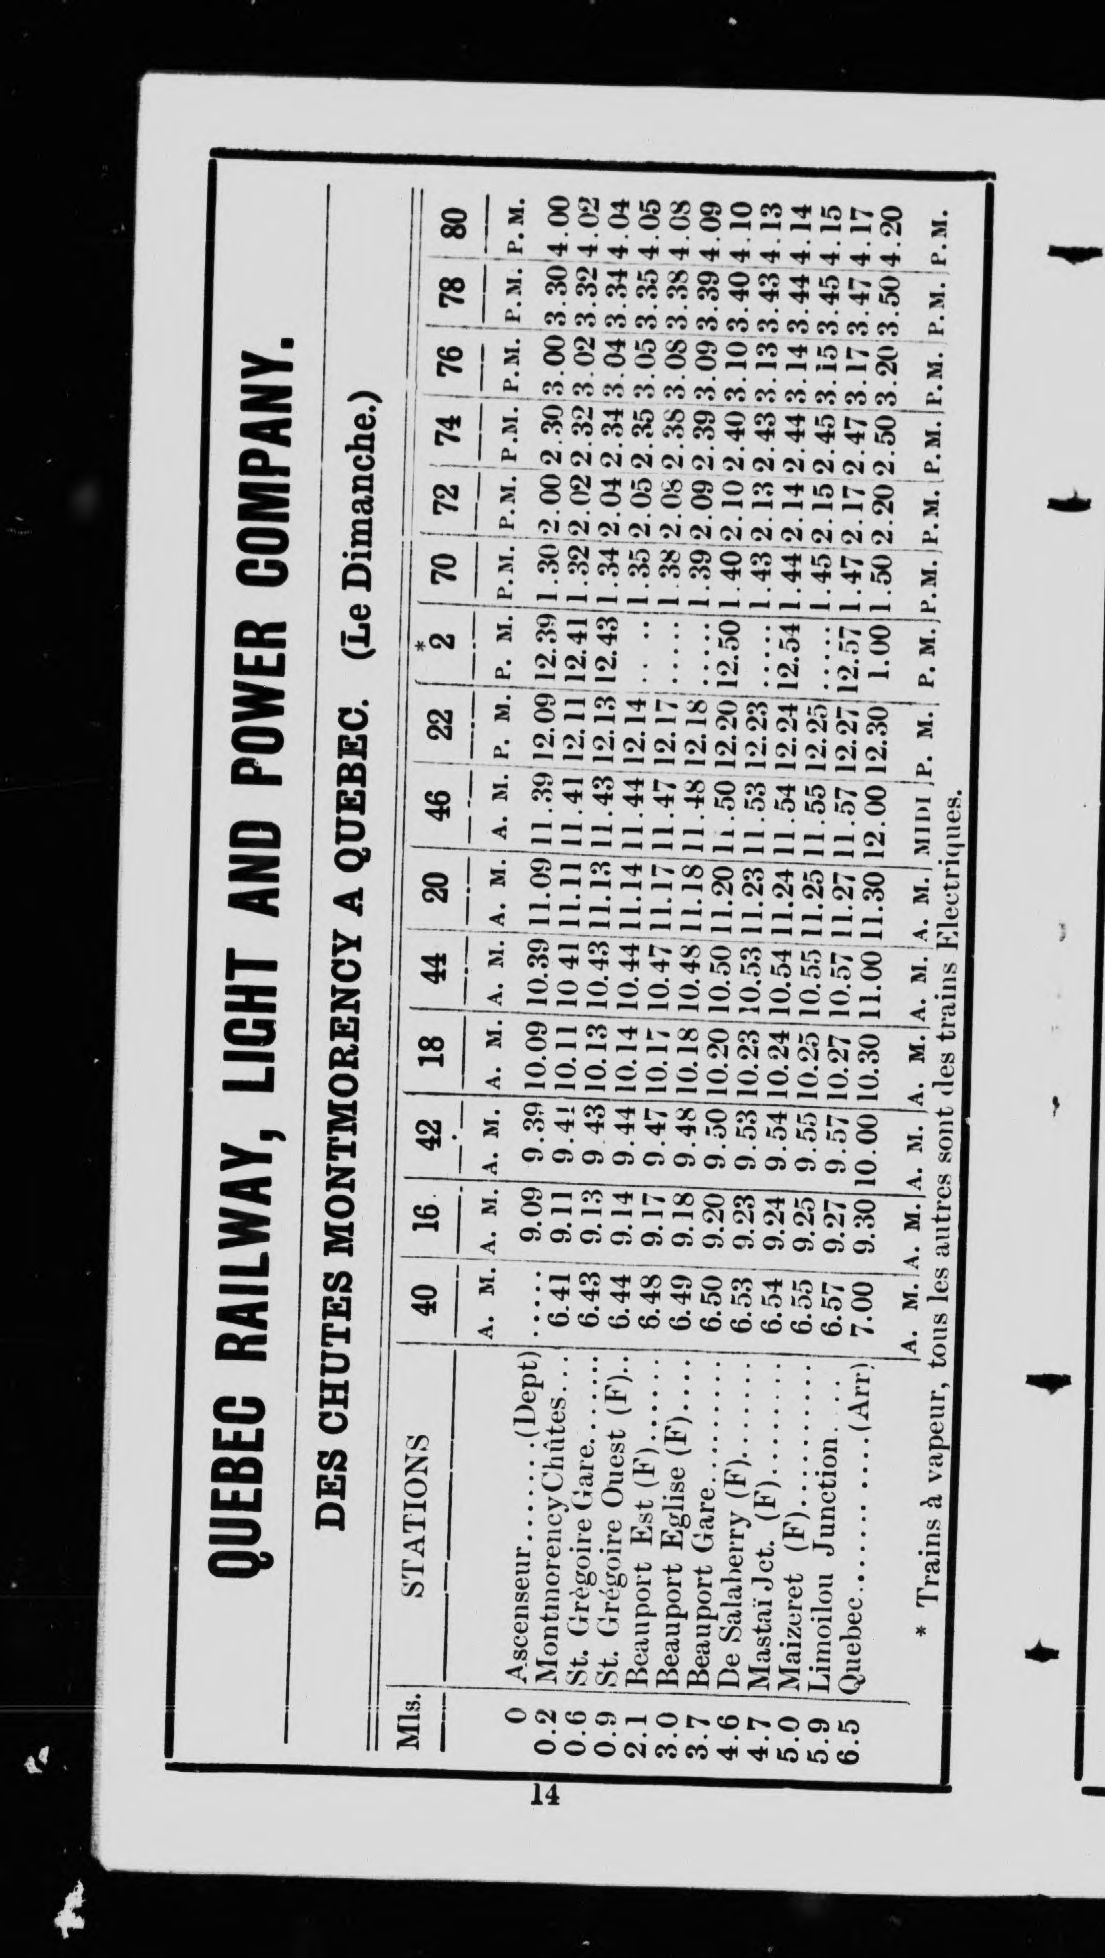 QUEBEC RAILWAY, LIGHT AND POWER COMPANY.
DES CHUTES MONTMORENCY A QUEBEC. (Le Dimanche.)
Mls. STATIONS 40 16 42 18 44 20 46 22 *2 70 72 74 76 78 80
A. M. A. M. A. M. A. M. A. M. A. M. A. M. P. M. P. M. P.M. P.M. P.M. P.M. P.M. P.M.
0 Ascenseur........(Dept) ..... 9.09 9.39 10.09 10.39 11.09 11.39 12.09 12.39 1.30 2.00 2.30 3.00 3.30 4.00
0.2 Montmorency Chûtes... 6.41 9.11 9.41 10.11 10 41 11.11 11.41 12.11 12.41 1.32 2.02 2.32 3.02 3.32 4.02
0.6 St. Grègoire Gare....... 6.43 9.13 9.43 10.13 10.43 11.13 11.43 12.13 12.43 1.34 2.04 2.34 3.04 3.34 4.04
0.9 St. Grégoire Ouest (F).. 6.44 9.14 9.44 10.14 10.44 11.14 11.44 12.14 .. .. 1.35 2.05 2.35 3.05 3.35 4.05
2.1 Beauport Est (F)...... 6.48 9.17 9.47 10.17 10.47 11.17 11.47 12.17 ..... 1.38 2.08 2.38 3.08 3.38 4.08
3.0 Beauport Eglise (F).... 6.49 9.18 9.48 10.18 10.48 11.18 11.48 12.18 ..... 1.39 2.09 2.39 3.09 3.39 4.09
3.7 Beauport Gare......... 6.50 9.20 9.50 10.20 10.50 11.20 11.50 12.20 12.50 1.40 2.10 2.40 3.10 3.40 4.10
4.6 De Salaberry (F)....... 6.53 9.23 9.53 10.23 10.53 11.23 11.53 12.23 ..... 1.43 2.13 2.43 3.13 3.43 4.13
4.7 Mastaï Jct. (F)........ 6.54 9.24 9.54 10.24 10.54 11.24 11.54 12.24 12.54 1.44 2.14 2.44 3.14 3.44 4.14
5.0 Maizeret (F).......... 6.55 9.25 9.55 10.25 10.55 11.25 11.55 12.25 ..... 1.45 2.15 2.45 3.15 3.45 4.15
5.9 Limoilou Junction.... 6.57 9.27 9.57 10.27 10.57 11.27 11.57 12.27 12.57 1.47 2.17 2.47 3.17 3.47 4.17
6.5 Quebec............(Arr) 7.00 9.30 10.00 10.30 11.00 11.30 12.00 12.30 1.00 1.50 2.20 2.50 3.20 3.50 4.20
A. M. A. M. A. M. A. M. A. M. A. M. MIDI P. M. P. M. P.M. P.M. P.M. P.M. P.M. P.M.
* Trains à vapeur, tous les autres sont des trains Electriques.
14